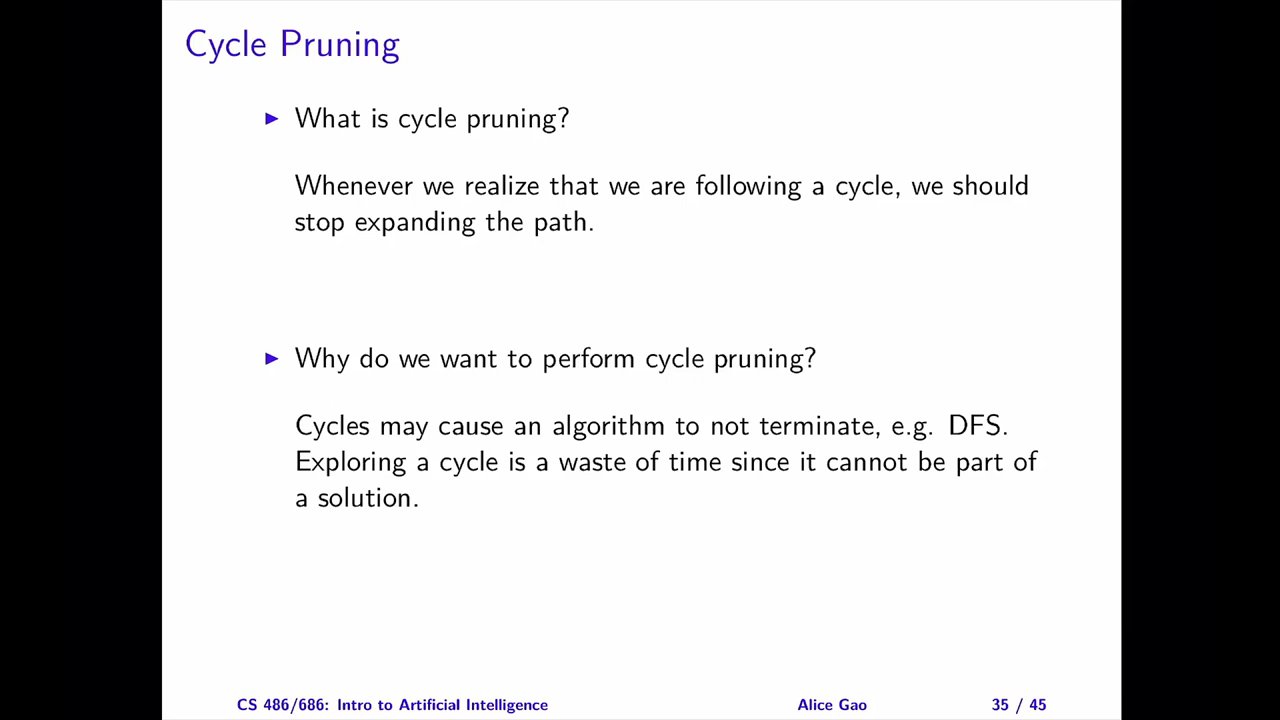 Cycle Pruning
▶ What is cycle pruning?
Whenever we realize that we are following a cycle, we should
stop expanding the path.
▶ Why do we want to perform cycle pruning?
Cycles may cause an algorithm to not terminate, e.g. DFS.
Exploring a cycle is a waste of time since it cannot be part of
a solution.
CS 486/686: Intro to Artificial Intelligence Alice Gao 35 / 45